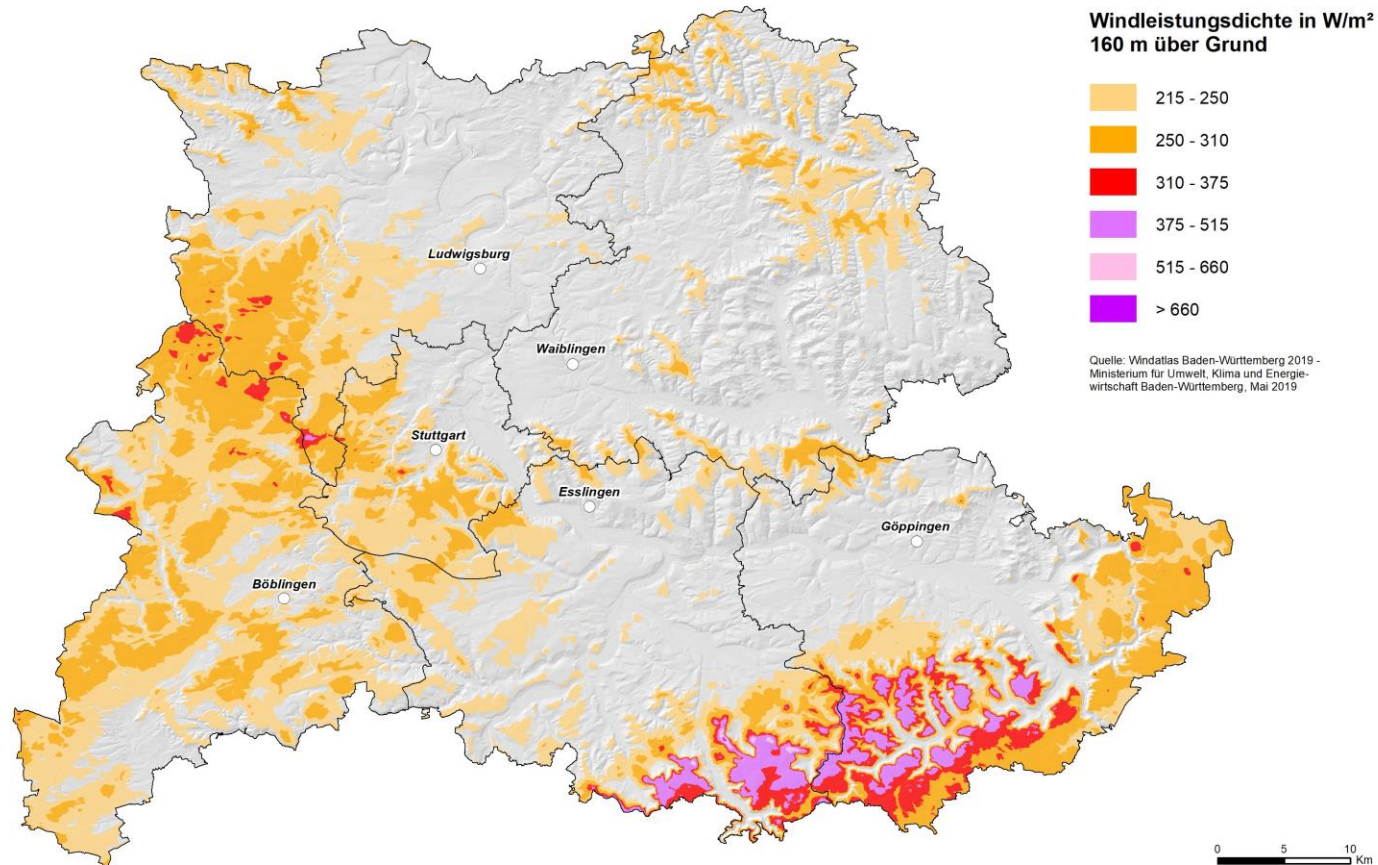 Windleistungsdichte in W/m²
160 m über Grund
215 - 250
250 - 310
310 - 375
375 - 515
515 - 660
> 660
Quelle: Windatlas Baden-Württemberg 2019 -
Ministerium für Umwelt, Klima und Energie-
wirtschaft Baden-Württemberg, Mai 2019
Ludwigsburg
Waiblingen
Stuttgart
Esslingen
Göppingen
Böblingen
0 5 10
Km